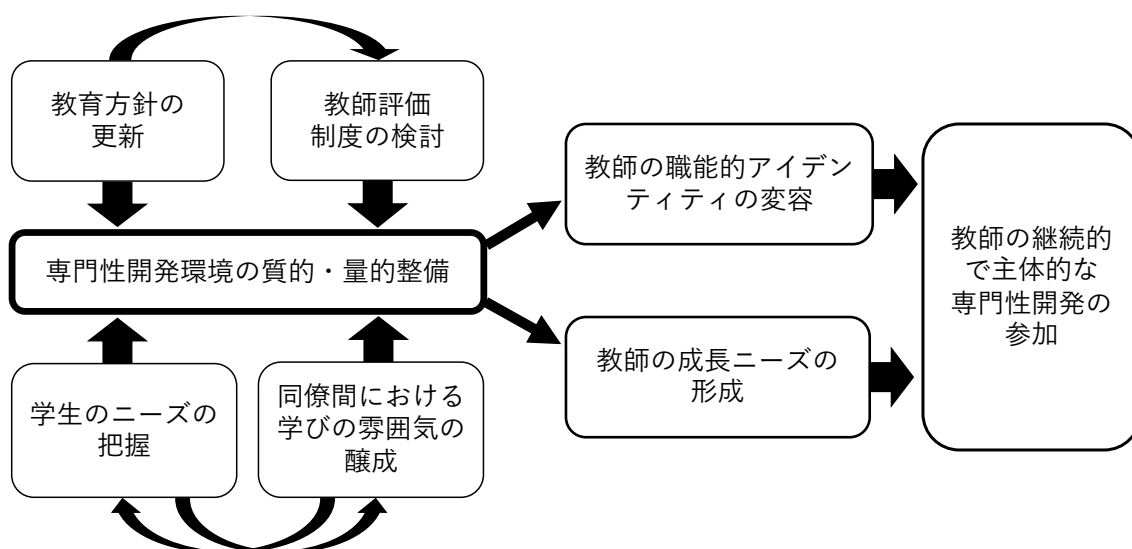 教育方針の
更新
教師評価
制度の検討
専門性開発環境の質的・量的整備
学生のニーズの
把握
同僚間における
学びの雰囲気の
醸成
教師の職能的アイデン
ティティの変容
教師の成長ニーズの
形成
教師の継続的
で主体的な
専門性開発の
参加